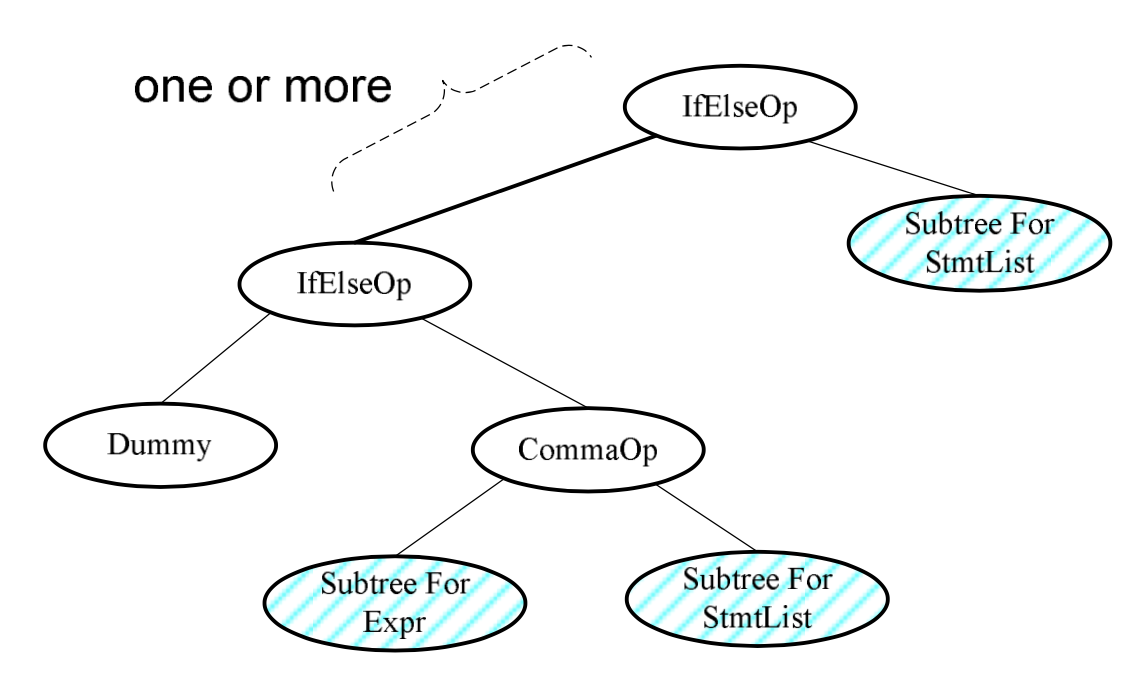 one or more
IfElseOp
Subtree For
StmtList
IfElseOp
Dummy
CommaOp
Subtree For
Expr
Subtree For
StmtList